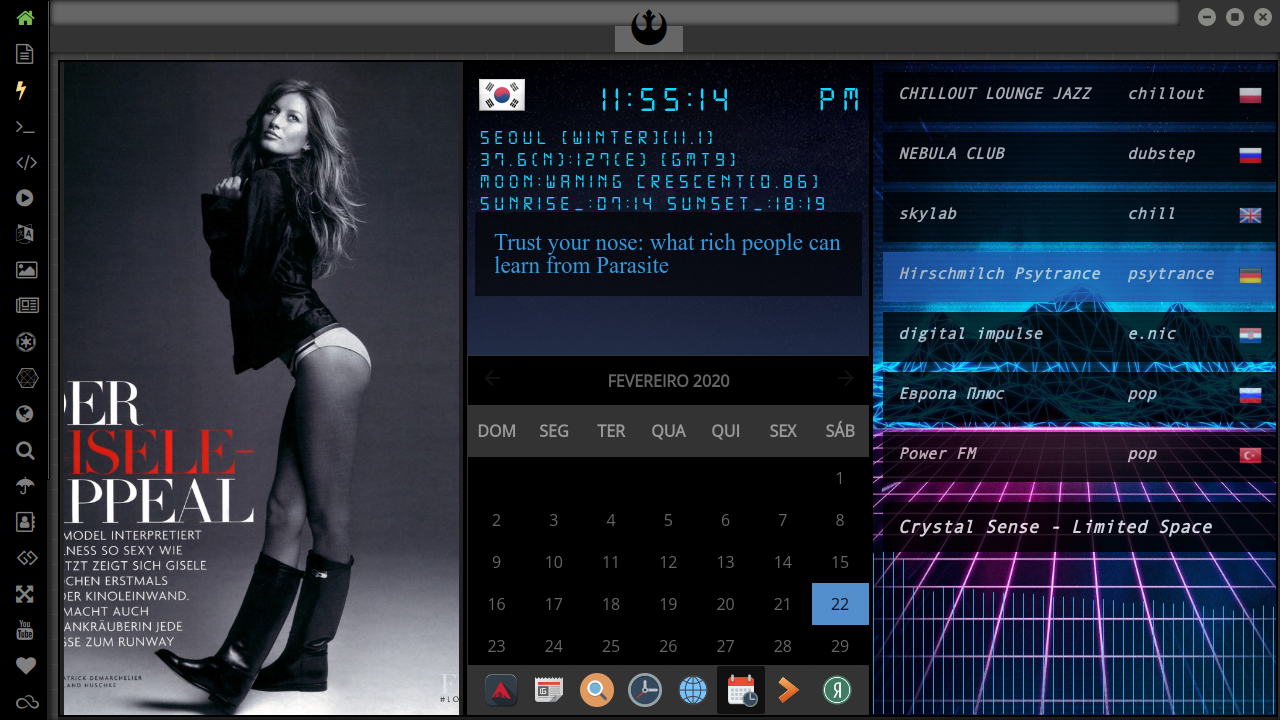 DER
ISELE-
PPEAL
MODEL INTERPRETIERT
LNESS SO SEXY WIE
TZT ZEIGT SICH GISELE
CHEN ERSTMALS
DER KINOLEINWAND.
MACHT AUCH
ANKRÄUBERIN JEDE
SSE ZUM RUNWAY
ATRICK DEMARCHELIER
LAND HUSCHKE
#LO
11:55:14 PM
SEOUL (WINTER)(11.1)
37.6(N):127(E) (GMT9)
MOON:WANING CRESCENT(0.86)
SUNRISE_:07:14 SUNSET_:18:19
Trust your nose: what rich people can
learn from Parasite
FEVEREIRO 2020
DOM SEG TER QUA QUI SEX SÁB
1
2 3 4 5 6 7 8
9 10 11 12 13 14 15
16 17 18 19 20 21 22
23 24 25 26 27 28 29
CHILLOUT LOUNGE JAZZ chillout
NEBULA CLUB dubstep
skylab chill
Hirschmilch Psytrance psytrance
digital impulse e.nic
Европа Плюс pop
Power FM pop
Crystal Sense - Limited Space
You
Tube
Я